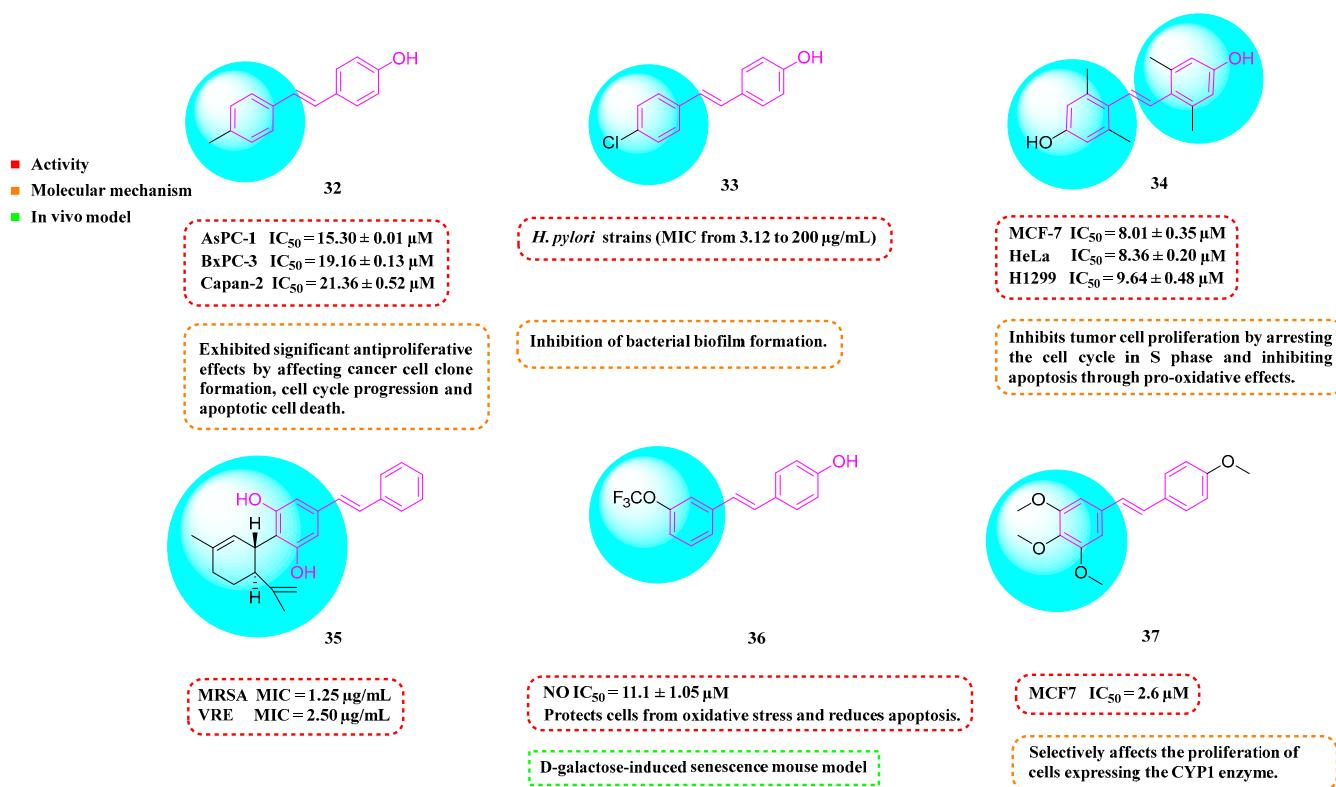 OH
Cl
OH
HO
OH
■ Activity
■ Molecular mechanism
■ In vivo model
32
33
34
AsPC-1 IC50 = 15.30 ± 0.01 µM
BxPC-3 IC50 = 19.16 ± 0.13 µM
Capan-2 IC50 = 21.36 ± 0.52 µM
H. pylori strains (MIC from 3.12 to 200 µg/mL)
MCF-7 IC50 = 8.01 ± 0.35 µM
HeLa IC50 = 8.36 ± 0.20 µM
H1299 IC50 = 9.64 ± 0.48 µM
Exhibited significant antiproliferative
effects by affecting cancer cell clone
formation, cell cycle progression and
apoptotic cell death.
Inhibition of bacterial biofilm formation.
Inhibits tumor cell proliferation by arresting
the cell cycle in S phase and inhibiting
apoptosis through pro-oxidative effects.
HO
H
OH
H
F3CO
OH
O
O
O
O
35
36
37
MRSA MIC = 1.25 µg/mL
VRE MIC = 2.50 µg/mL
NO IC50 = 11.1 ± 1.05 µM
Protects cells from oxidative stress and reduces apoptosis.
MCF7 IC50 = 2.6 µM
D-galactose-induced senescence mouse model
Selectively affects the proliferation of
cells expressing the CYP1 enzyme.